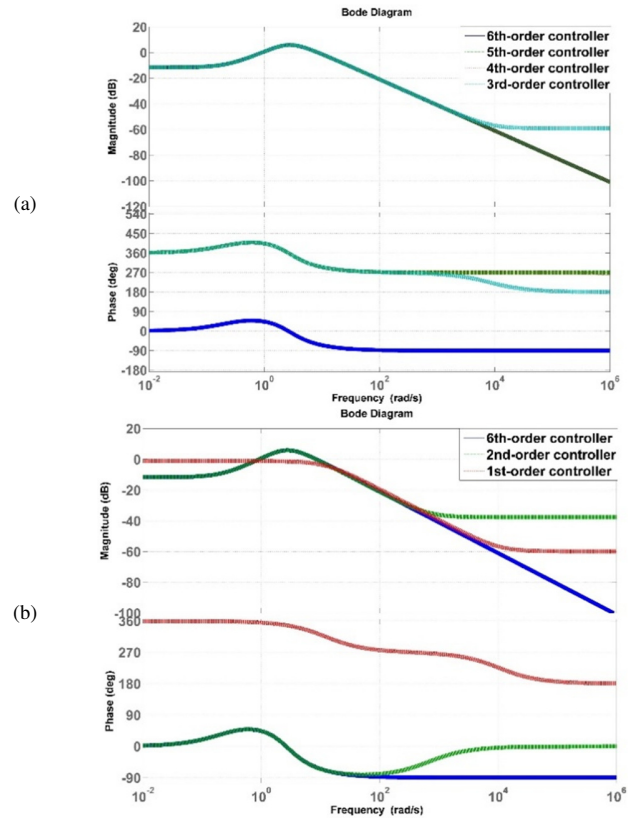 (a)
Bode Diagram
Magnitude (dB)
20
0
-20
-40
-60
-80
-100
-120
6th-order controller
5th-order controller
4th-order controller
3rd-order controller
Phase (deg)
540
450
360
270
180
90
0
-90
-180
10^-2
10^0
10^2
10^4
10^6
Frequency (rad/s)
(b)
Bode Diagram
Magnitude (dB)
20
0
-20
-40
-60
-80
-100
6th-order controller
2nd-order controller
1st-order controller
Phase (deg)
360
270
180
90
0
-90
10^-2
10^0
10^2
10^4
10^6
Frequency (rad/s)